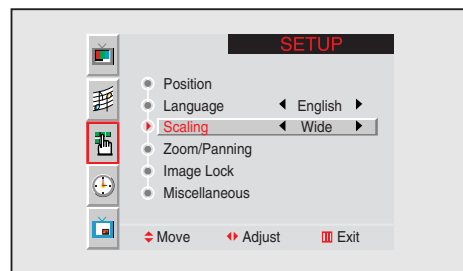 SETUP
Position
Language English
Scaling Wide
Zoom/Panning
Image Lock
Miscellaneous
Move Adjust Exit